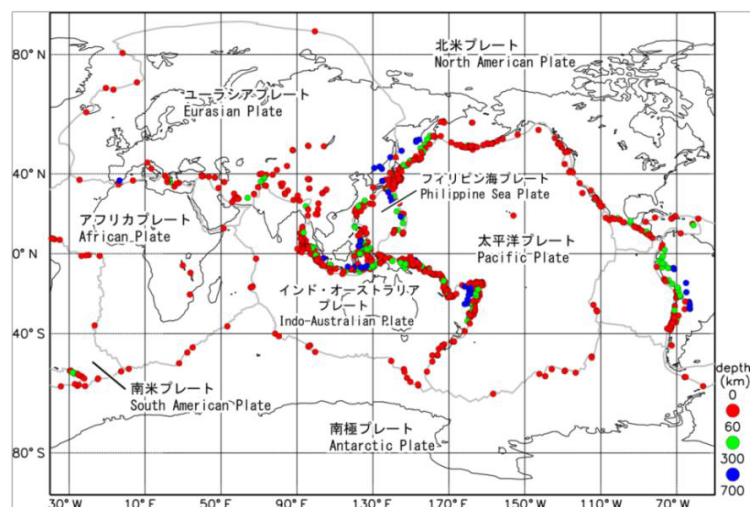 北米プレート
North American Plate
80°N
ユーラシアプレート
Eurasian Plate
40°N
フィリピン海プレート
Philippine Sea Plate
アフリカプレート
African Plate
太平洋プレート
Pacific Plate
0°N
インド・オーストラリア
プレート
Indo-Australian Plate
40°S
南米プレート
South American Plate
南極プレート
Antarctic Plate
80°S
depth
(km)
0
60
300
700
30°W 10°E 50°E 90°E 130°E 170°E 150°W 110°W 70°W